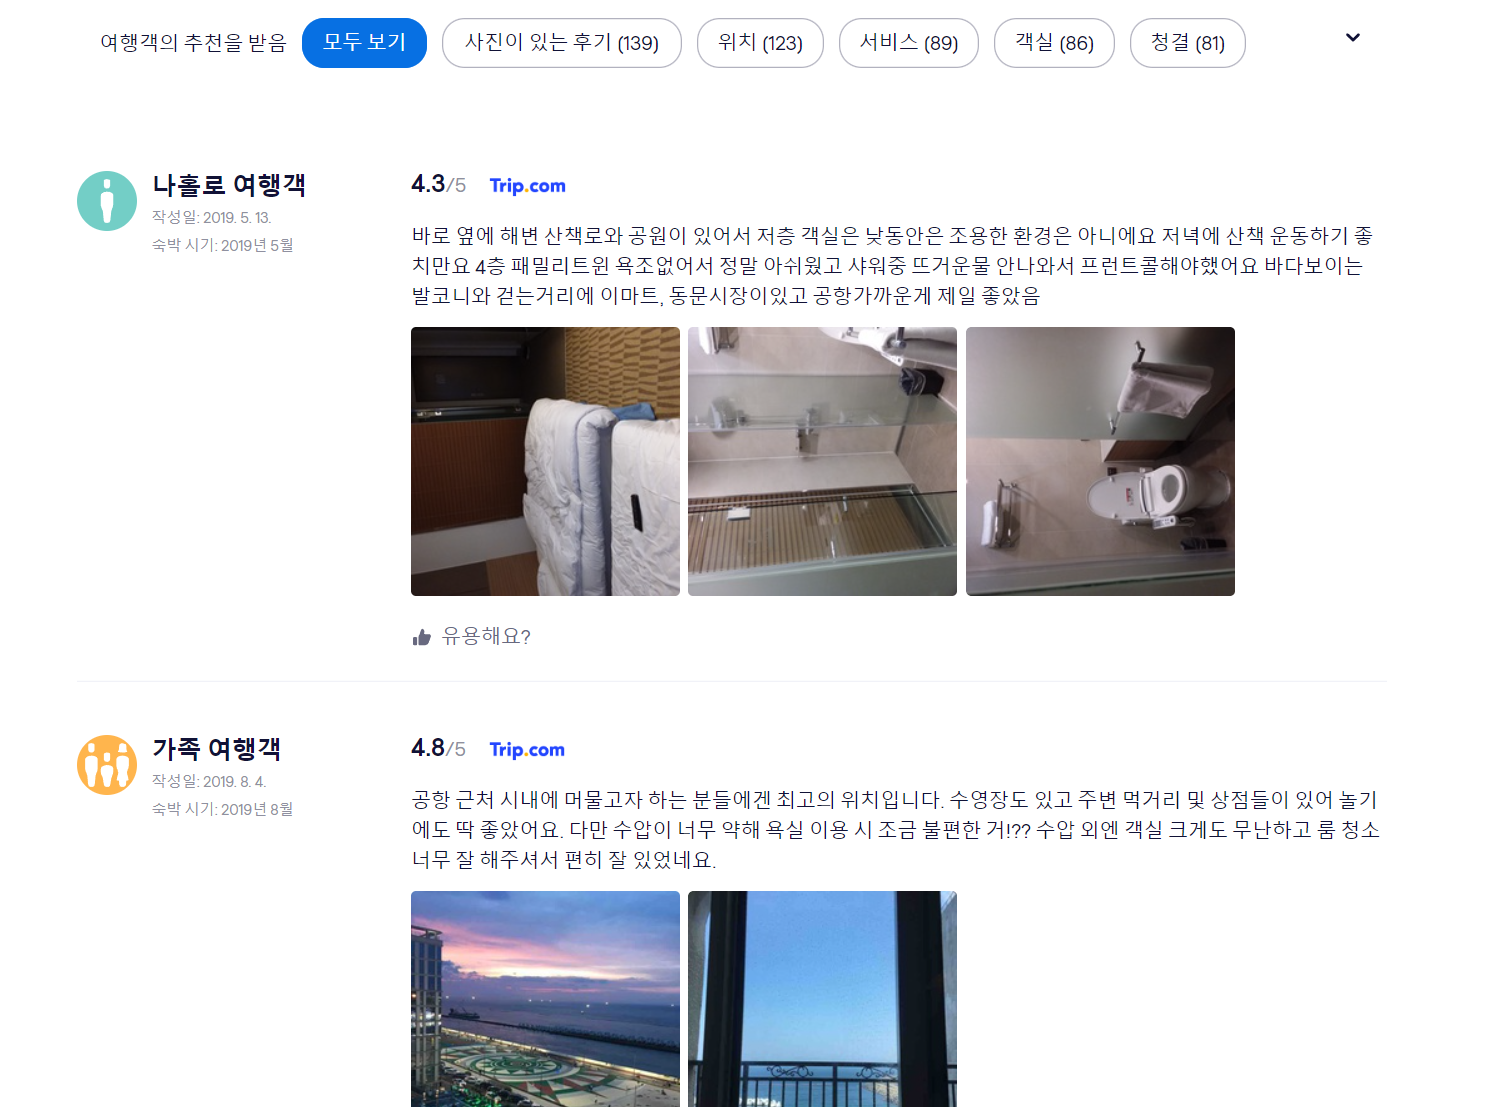 여행객의 추천을 받음 모두 보기 사진이 있는 후기 (139) 위치 (123) 서비스 (89) 객실 (86) 청결 (81)
나홀로 여행객
작성일: 2019. 5. 13.
숙박 시기: 2019년 5월
4.3/5 Trip.com
바로 옆에 해변 산책로와 공원이 있어서 저층 객실은 낮동안은 조용한 환경은 아니에요 저녁에 산책 운동하기 좋
치만요 4층 패밀리트윈 욕조없어서 정말 아쉬웠고 샤워중 뜨거운물 안나와서 프런트콜해야했어요 바다보이는
발코니와 걷는거리에 이마트, 동문시장이있고 공항가까운게 제일 좋았음
유용해요?
가족 여행객
작성일: 2019. 8. 4.
숙박 시기: 2019년 8월
4.8/5 Trip.com
공항 근처 시내에 머물고자 하는 분들에겐 최고의 위치입니다. 수영장도 있고 주변 먹거리 및 상점들이 있어 놀기
에도 딱 좋았어요. 다만 수압이 너무 약해 욕실 이용 시 조금 불편한 거!?? 수압 외엔 객실 크게도 무난하고 룸 청소
너무 잘 해주셔서 편히 잘 있었네요.